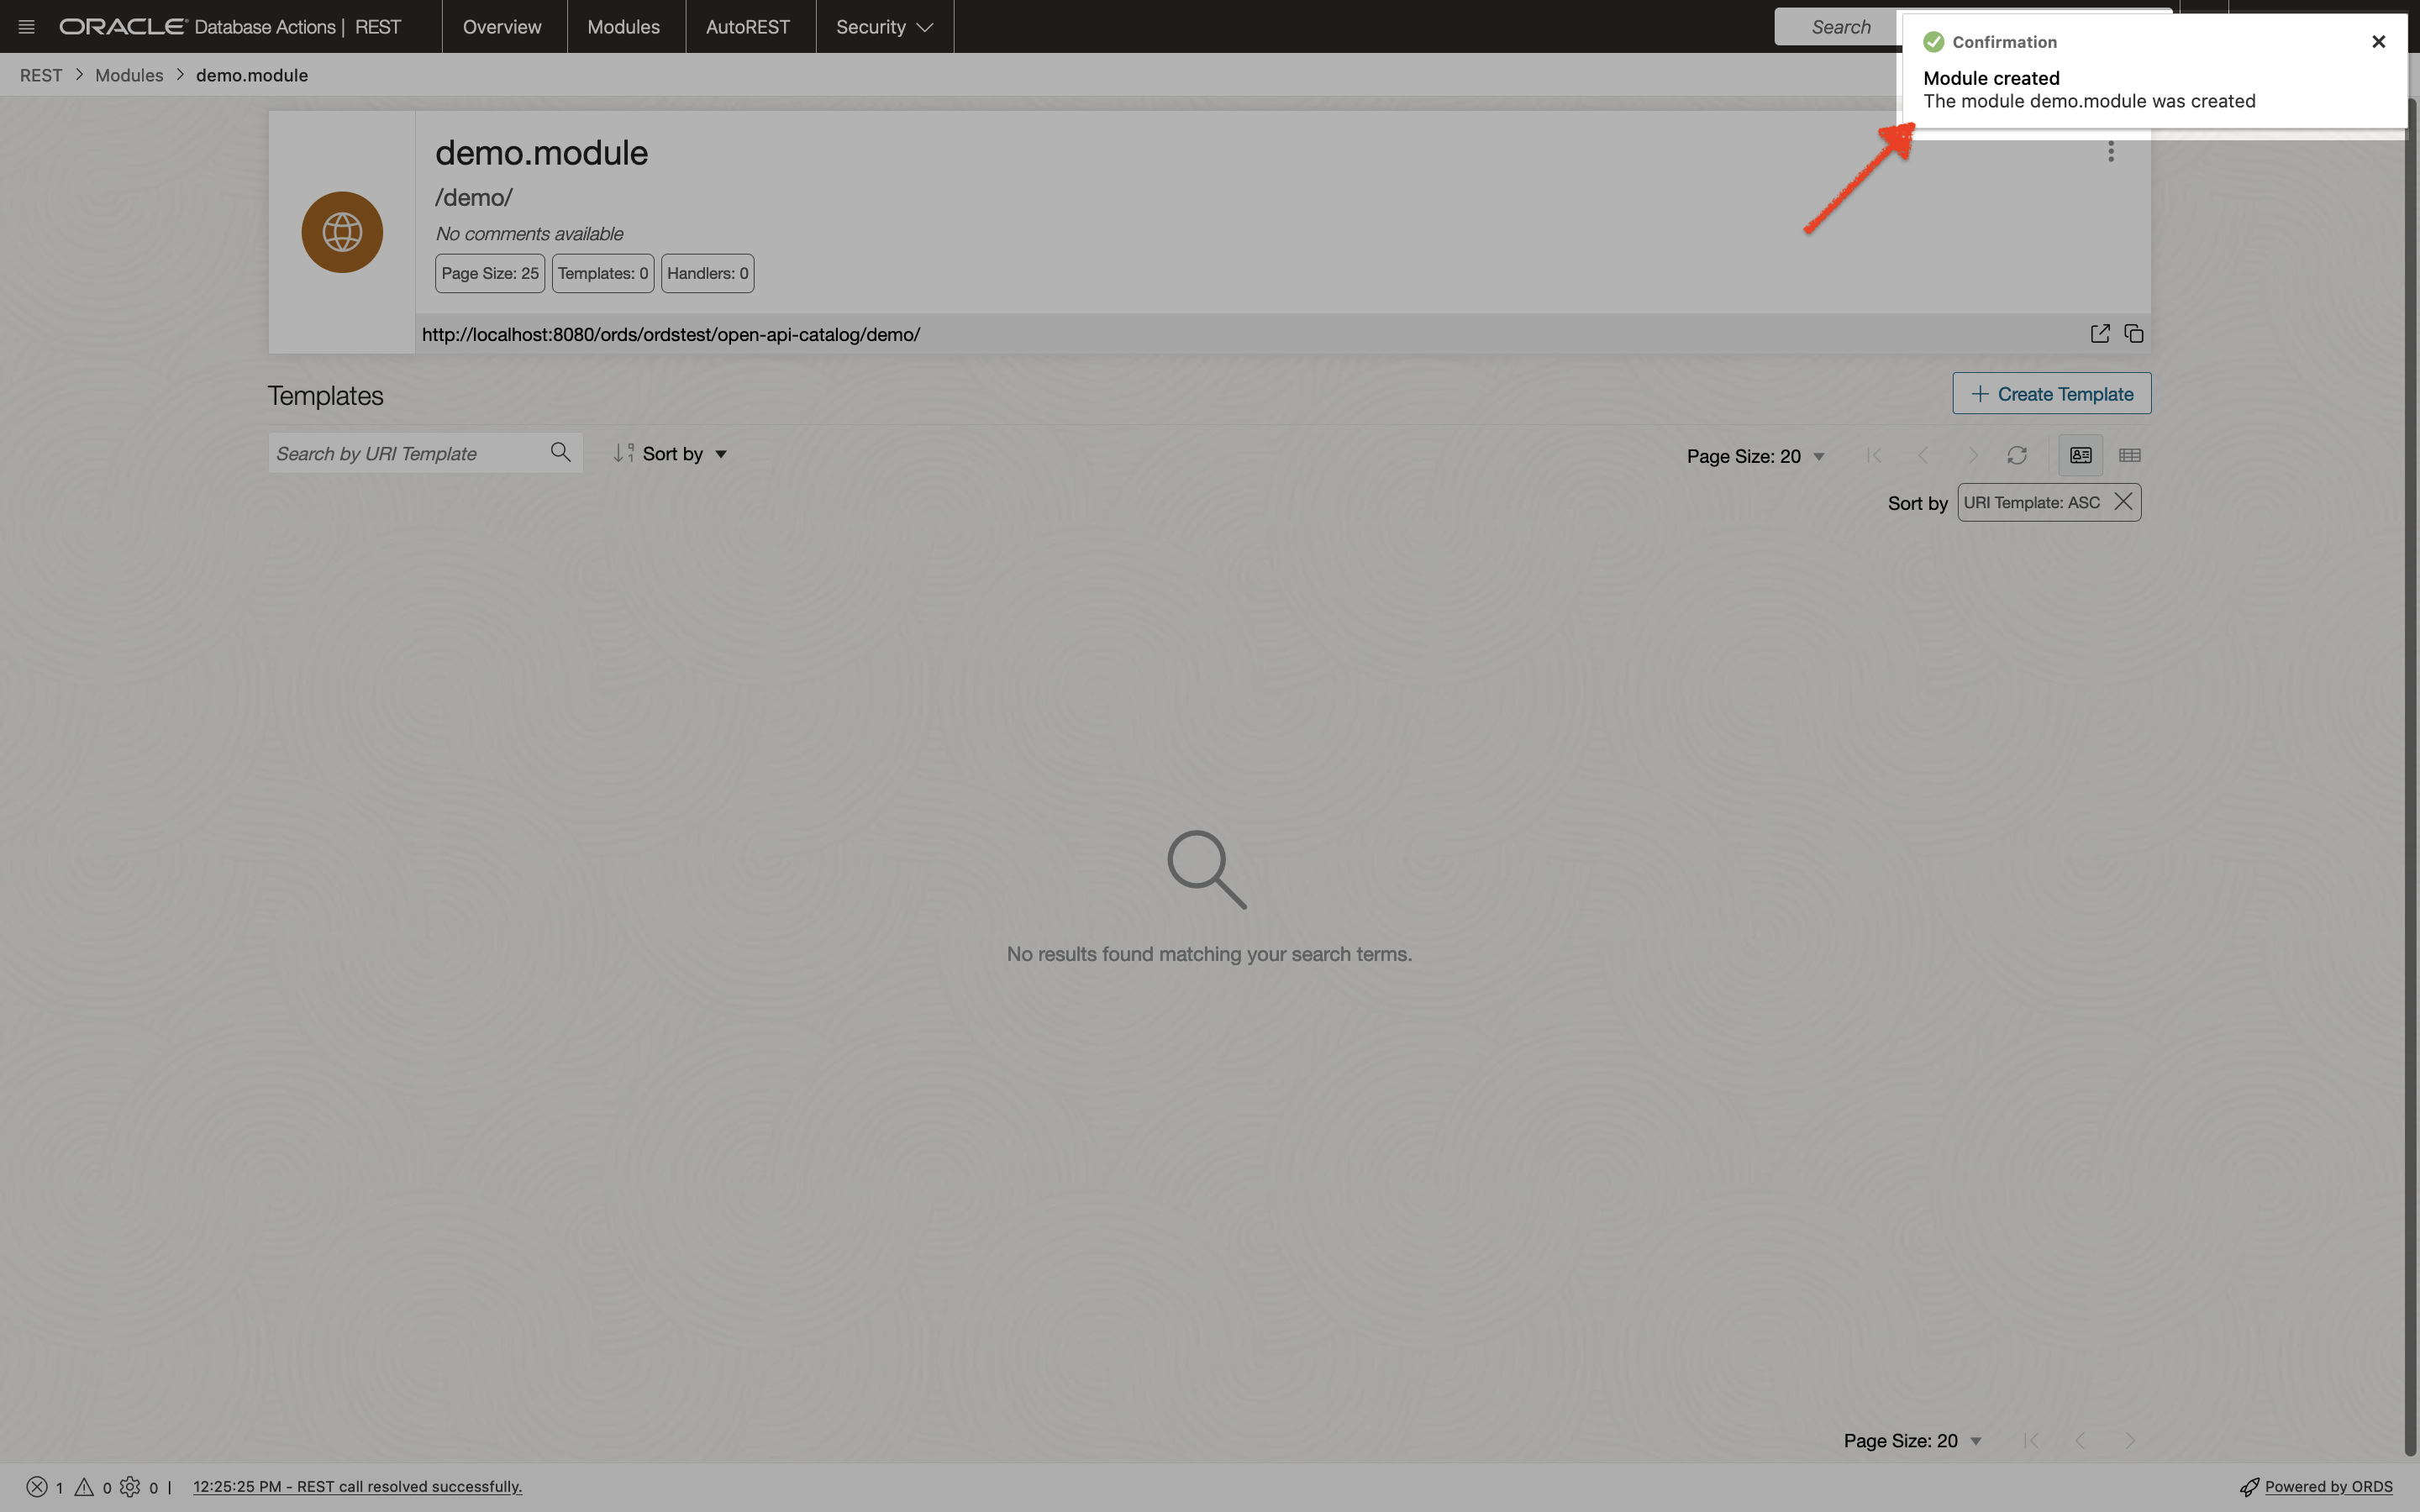 ORACLE Database Actions | REST Overview Modules AutoREST Security Search
Confirmation
Module created
The module demo.module was created
REST Modules demo.module
demo.module
/demo/
No comments available
Page Size: 25 Templates: 0 Handlers: 0
http://localhost:8080/ords/ordstest/open-api-catalog/demo/
Templates
Create Template
Search by URI Template Sort by Page Size: 20
Sort by URI Template: ASC
No results found matching your search terms.
Page Size: 20
1 0 0 | 12:25:25 PM - REST call resolved successfully. Powered by ORDS